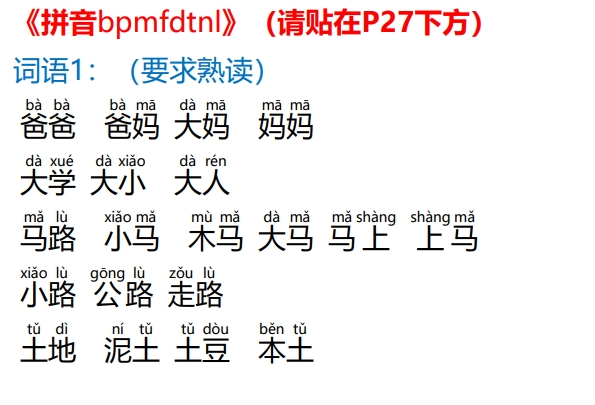 《拼音bpmfdtnl》（请贴在P27下方）
词语1：（要求熟读）
bà bà bà mā dà mā mā mā
爸爸 爸妈 大妈 妈妈
dà xué dà xiǎo dà rén
大学 大小 大人
mǎ lù xiǎo mǎ mù mǎ dà mǎ mǎ shàng shàng mǎ
马路 小马 木马 大马 马上 上马
xiǎo lù gōng lù zǒu lù
小路 公路 走路
tǔ dì ní tǔ tǔ dòu běn tǔ
土地 泥土 土豆 本土